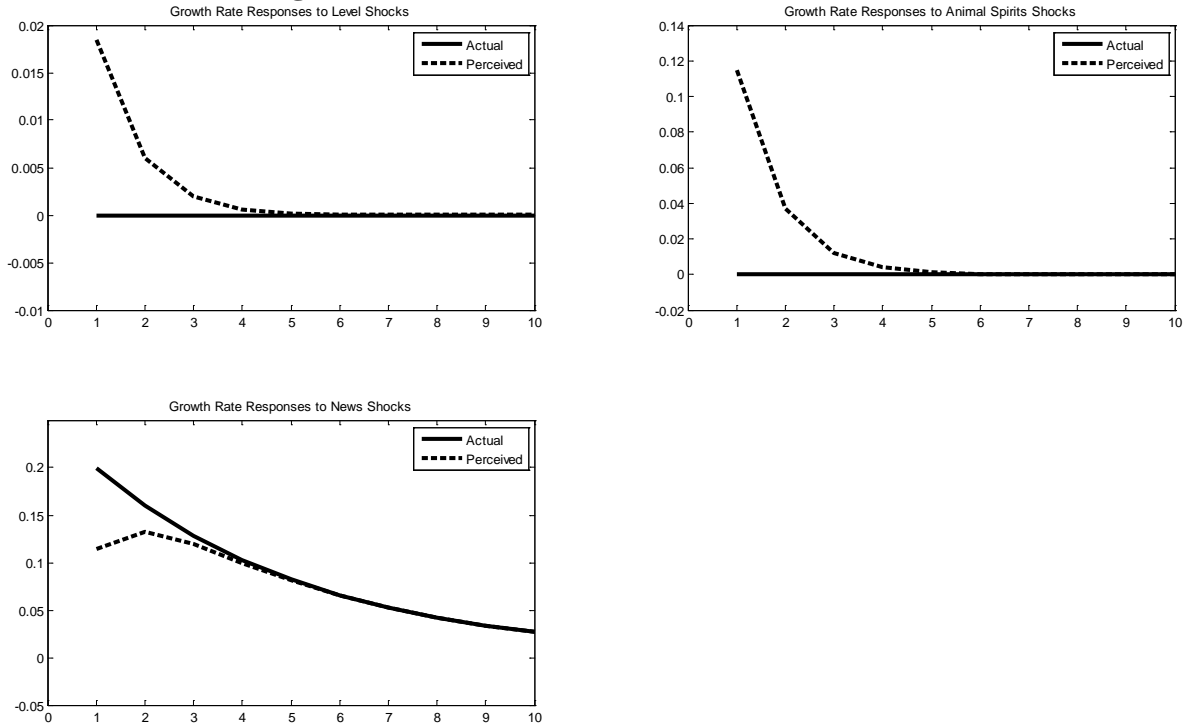 Growth Rate Responses to Level Shocks
0.02
0.015
0.01
0.005
0
-0.005
-0.01
0 1 2 3 4 5 6 7 8 9 10
Actual
Perceived
Growth Rate Responses to Animal Spirits Shocks
0.14
0.12
0.1
0.08
0.06
0.04
0.02
0
-0.02
0 1 2 3 4 5 6 7 8 9 10
Actual
Perceived
Growth Rate Responses to News Shocks
0.2
0.15
0.1
0.05
0
-0.05
0 1 2 3 4 5 6 7 8 9 10
Actual
Perceived